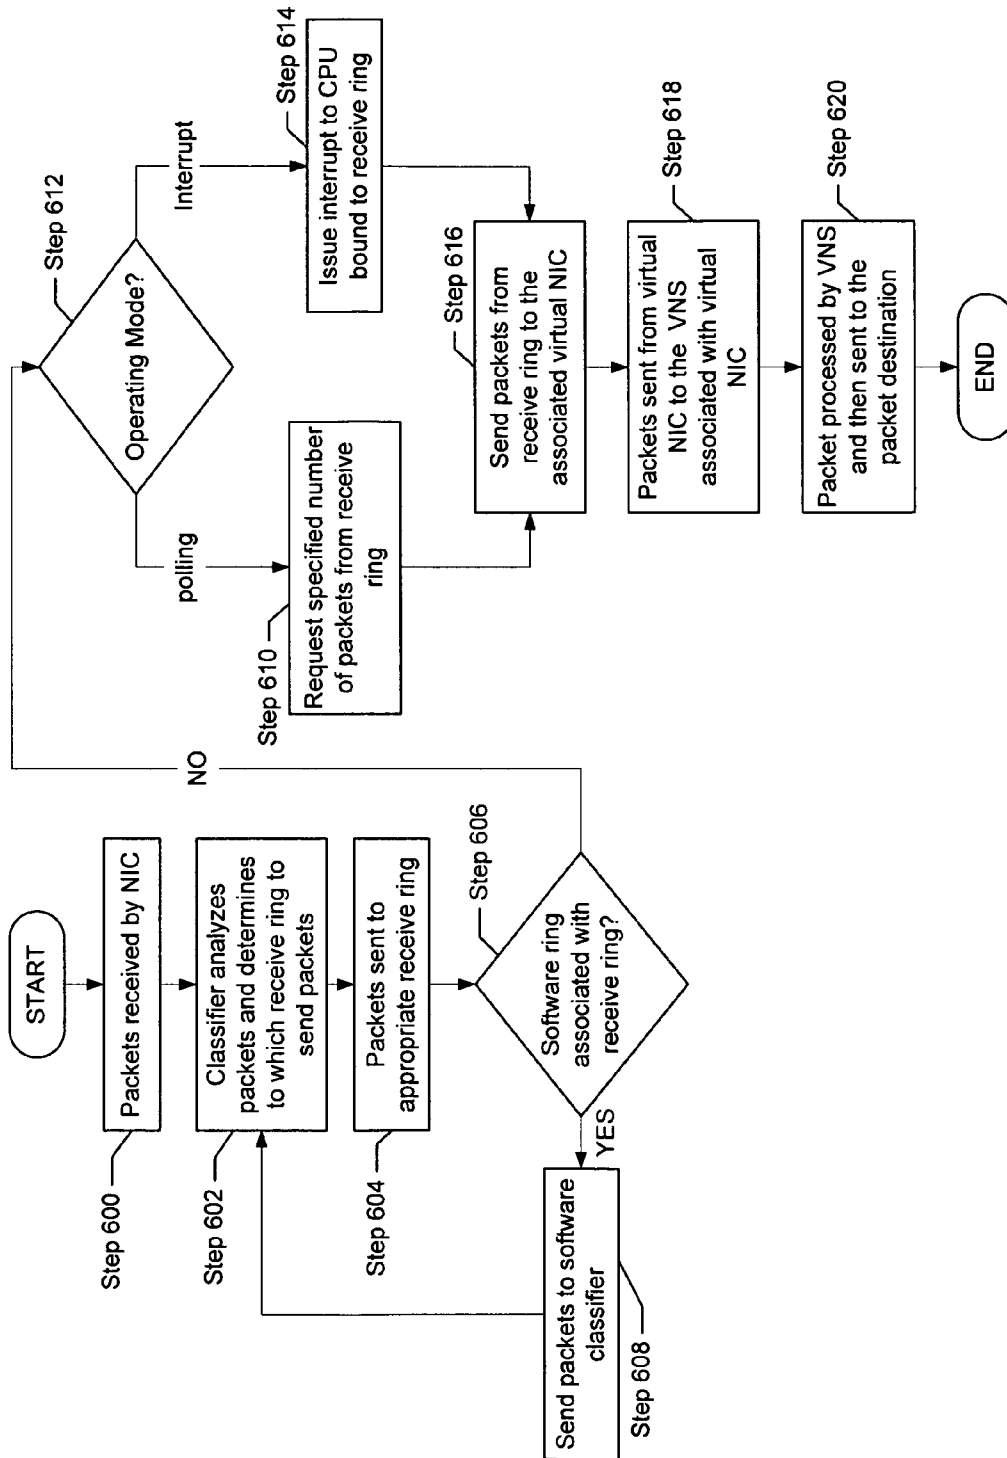 START
Step 600
Packets received by NIC
Step 602
Classifier analyzes
packets and determines
to which receive ring to
send packets
Step 604
Packets sent to
appropriate receive ring
Step 606
Software ring
associated with
receive ring?
YES
NO
Step 608
Send packets to software
classifier
Step 612
Operating Mode?
polling
Interrupt
Step 610
Request specified number
of packets from receive
ring
Step 614
Issue interrupt to CPU
bound to receive ring
Step 616
Send packets from
receive ring to the
associated virtual NIC
Step 618
Packets sent from virtual
NIC to the VNS
associated with virtual
NIC
Step 620
Packet processed by VNS
and then sent to the
packet destination
END